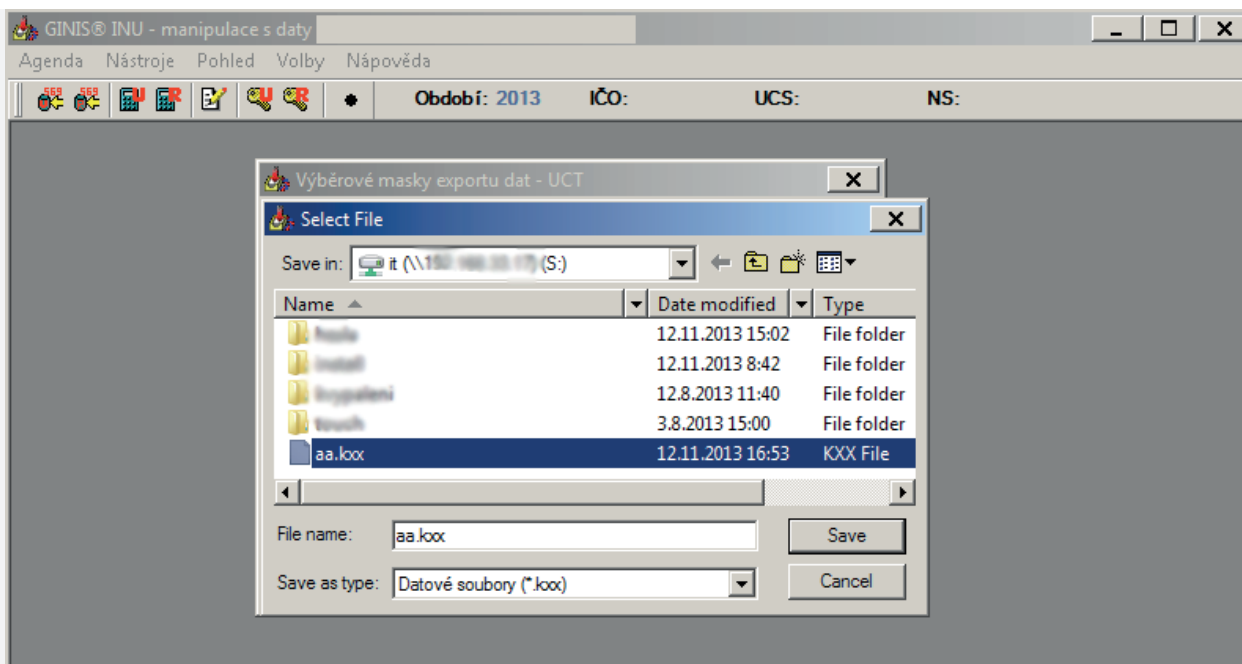 GINIS® INU - manipulace s daty
Agenda Nástroje Pohled Volby Nápověda
569 569 U R U R Období: 2013 IČO: UCS: NS:
Výběrové masky exportu dat - UCT
Select File
Save in: it (\\ (S:)
Name Date modified Type
12.11.2013 15:02 File folder
install 12.11.2013 8:42 File folder
12.8.2013 11:40 File folder
touch 3.8.2013 15:00 File folder
aa.kxx 12.11.2013 16:53 KXX File
File name: aa.kxx Save
Save as type: Datové soubory (*.kxx) Cancel